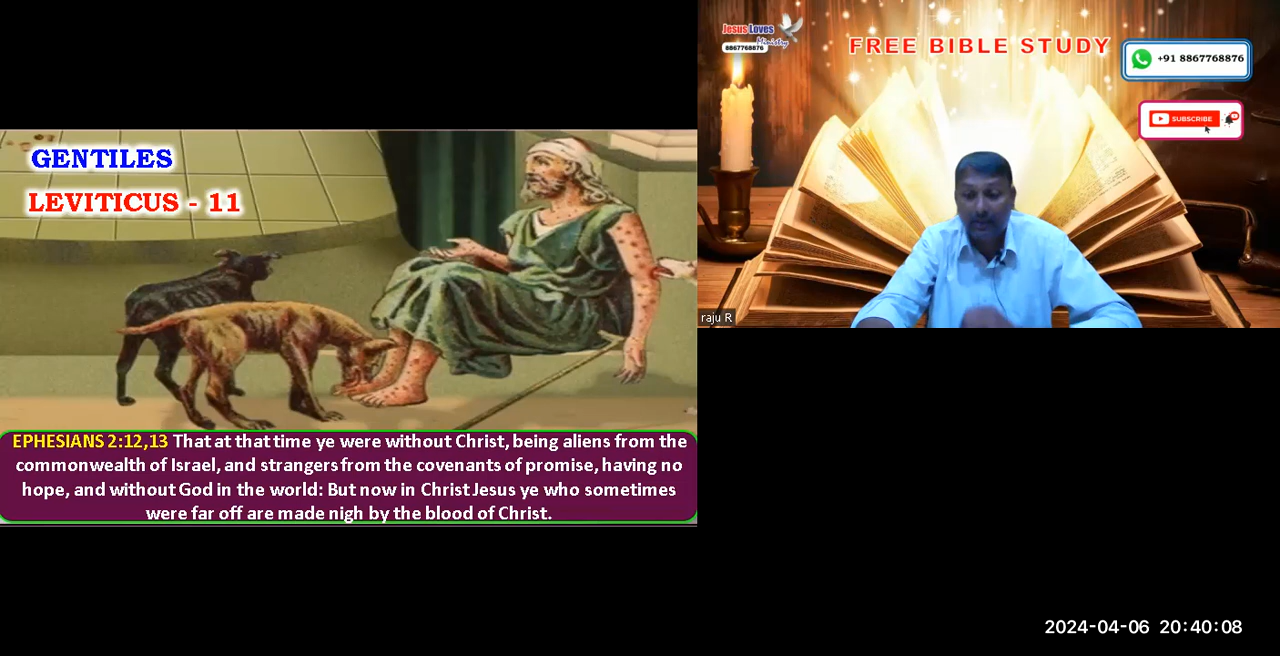 GENTILES
LEVITICUS - 11
EPHESIANS 2:12,13 That at that time ye were without Christ, being aliens from the
commonwealth of Israel, and strangers from the covenants of promise, having no
hope, and without God in the world: But now in Christ Jesus ye who sometimes
were far off are made nigh by the blood of Christ.
Jesus Loves
Ministry
8867768876
FREE BIBLE STUDY
+91 8867768876
SUBSCRIBE
raju R
2024-04-06 20:40:08